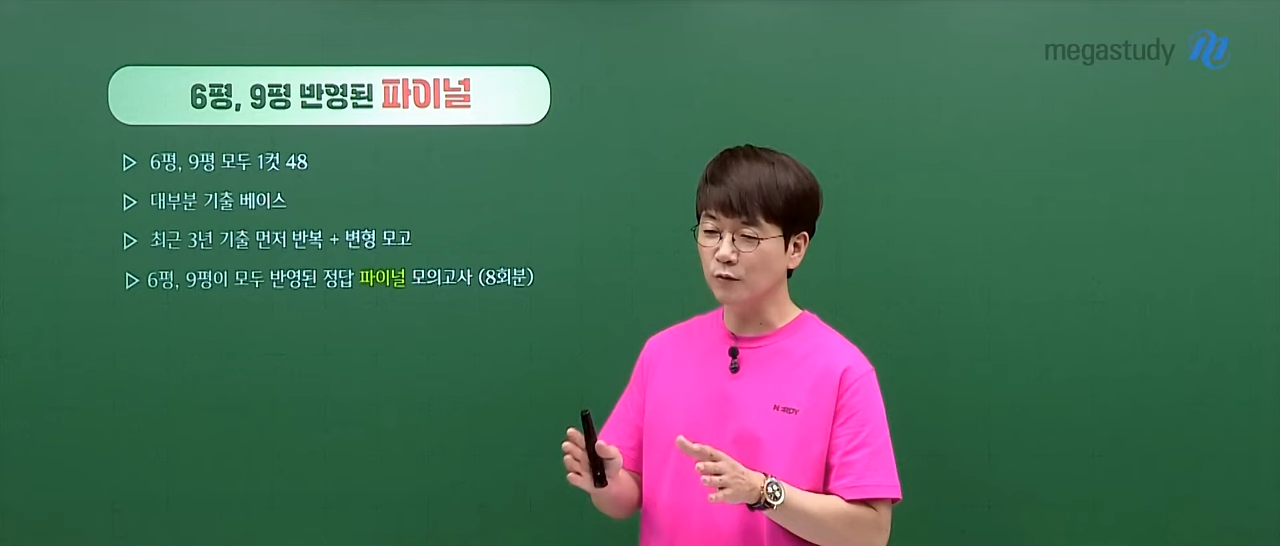 megastudy
6평, 9평 반영된 파이널
▷ 6평, 9평 모두 1컷 48
▷ 대부분 기출 베이스
▷ 최근 3년 기출 먼저 반복 + 변형 모고
▷ 6평, 9평이 모두 반영된 정답 파이널 모의고사 (8회분)